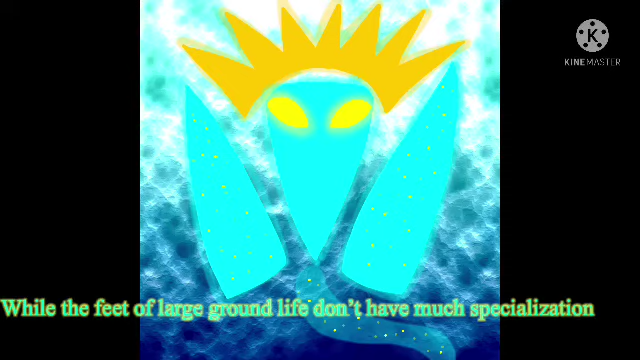 KINEMASTER
While the feet of large ground life don't have much specialization